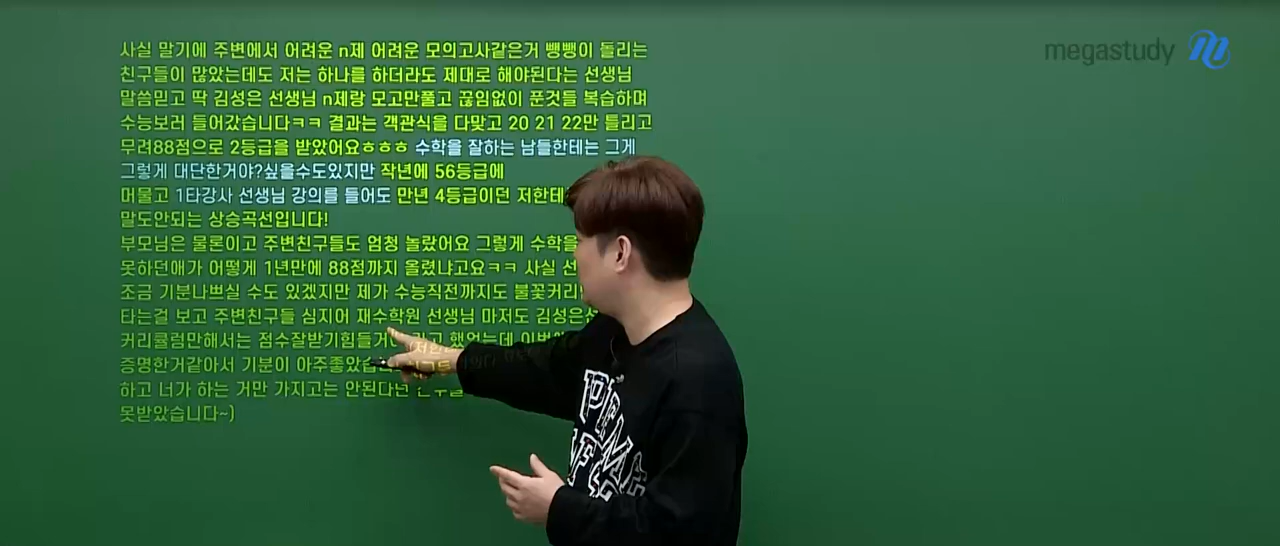 사실 말기에 주변에서 어려운 n제 어려운 모의고사같은거 뺑뺑이 돌리는
친구들이 많았는데도 저는 하나를 하더라도 제대로 해야된다는 선생님
말씀믿고 딱 김성은 선생님 n제랑 모고만풀고 끊임없이 푼것들 복습하며
수능보러 들어갔습니다ㅋㅋ 결과는 객관식을 다맞고 20 21 22만 틀리고
무려88점으로 2등급을 받았어요ㅎㅎㅎ 수학을 잘하는 남들한테는 그게
그렇게 대단한거야?싶을수도있지만 작년에 56등급에
머물고 1타강사 선생님 강의를 들어도 만년 4등급이던 저한테
말도안되는 상승곡선입니다!
부모님은 물론이고 주변친구들도 엄청 놀랐어요 그렇게 수학을
못하던애가 어떻게 1년만에 88점까지 올렸냐고요ㅋㅋ 사실
조금 기분나쁘실 수도 있겠지만 제가 수능직전까지도 불꽃커리
타는걸 보고 주변친구들 심지어 재수학원 선생님 마저도 김성은
커리큘럼만해서는 점수잘받기힘들 했었는데
증명한거같아서 기분이 아주좋았습
하고 너가 하는 거만 가지고는 안된다던
못받았습니다~)
megastudy